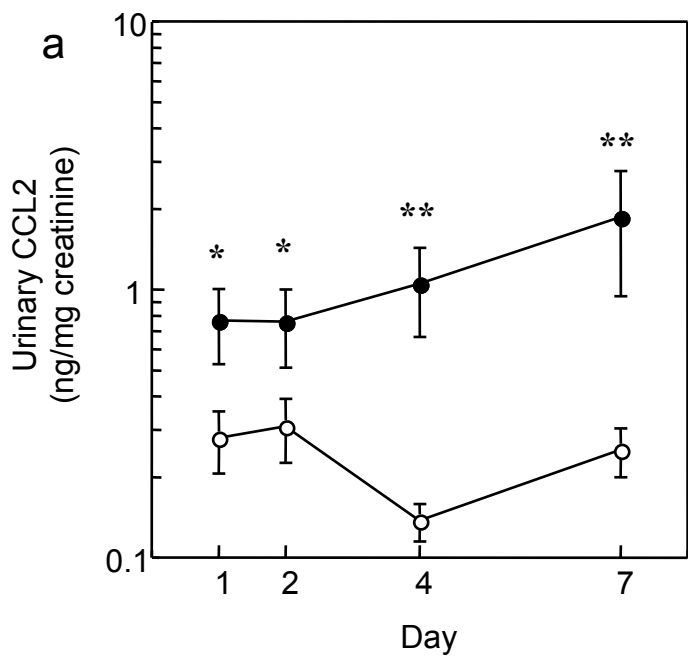 a
10
1
0.1
Urinary CCL2
(ng/mg creatinine)
*
*
**
**
1 2 4 7
Day